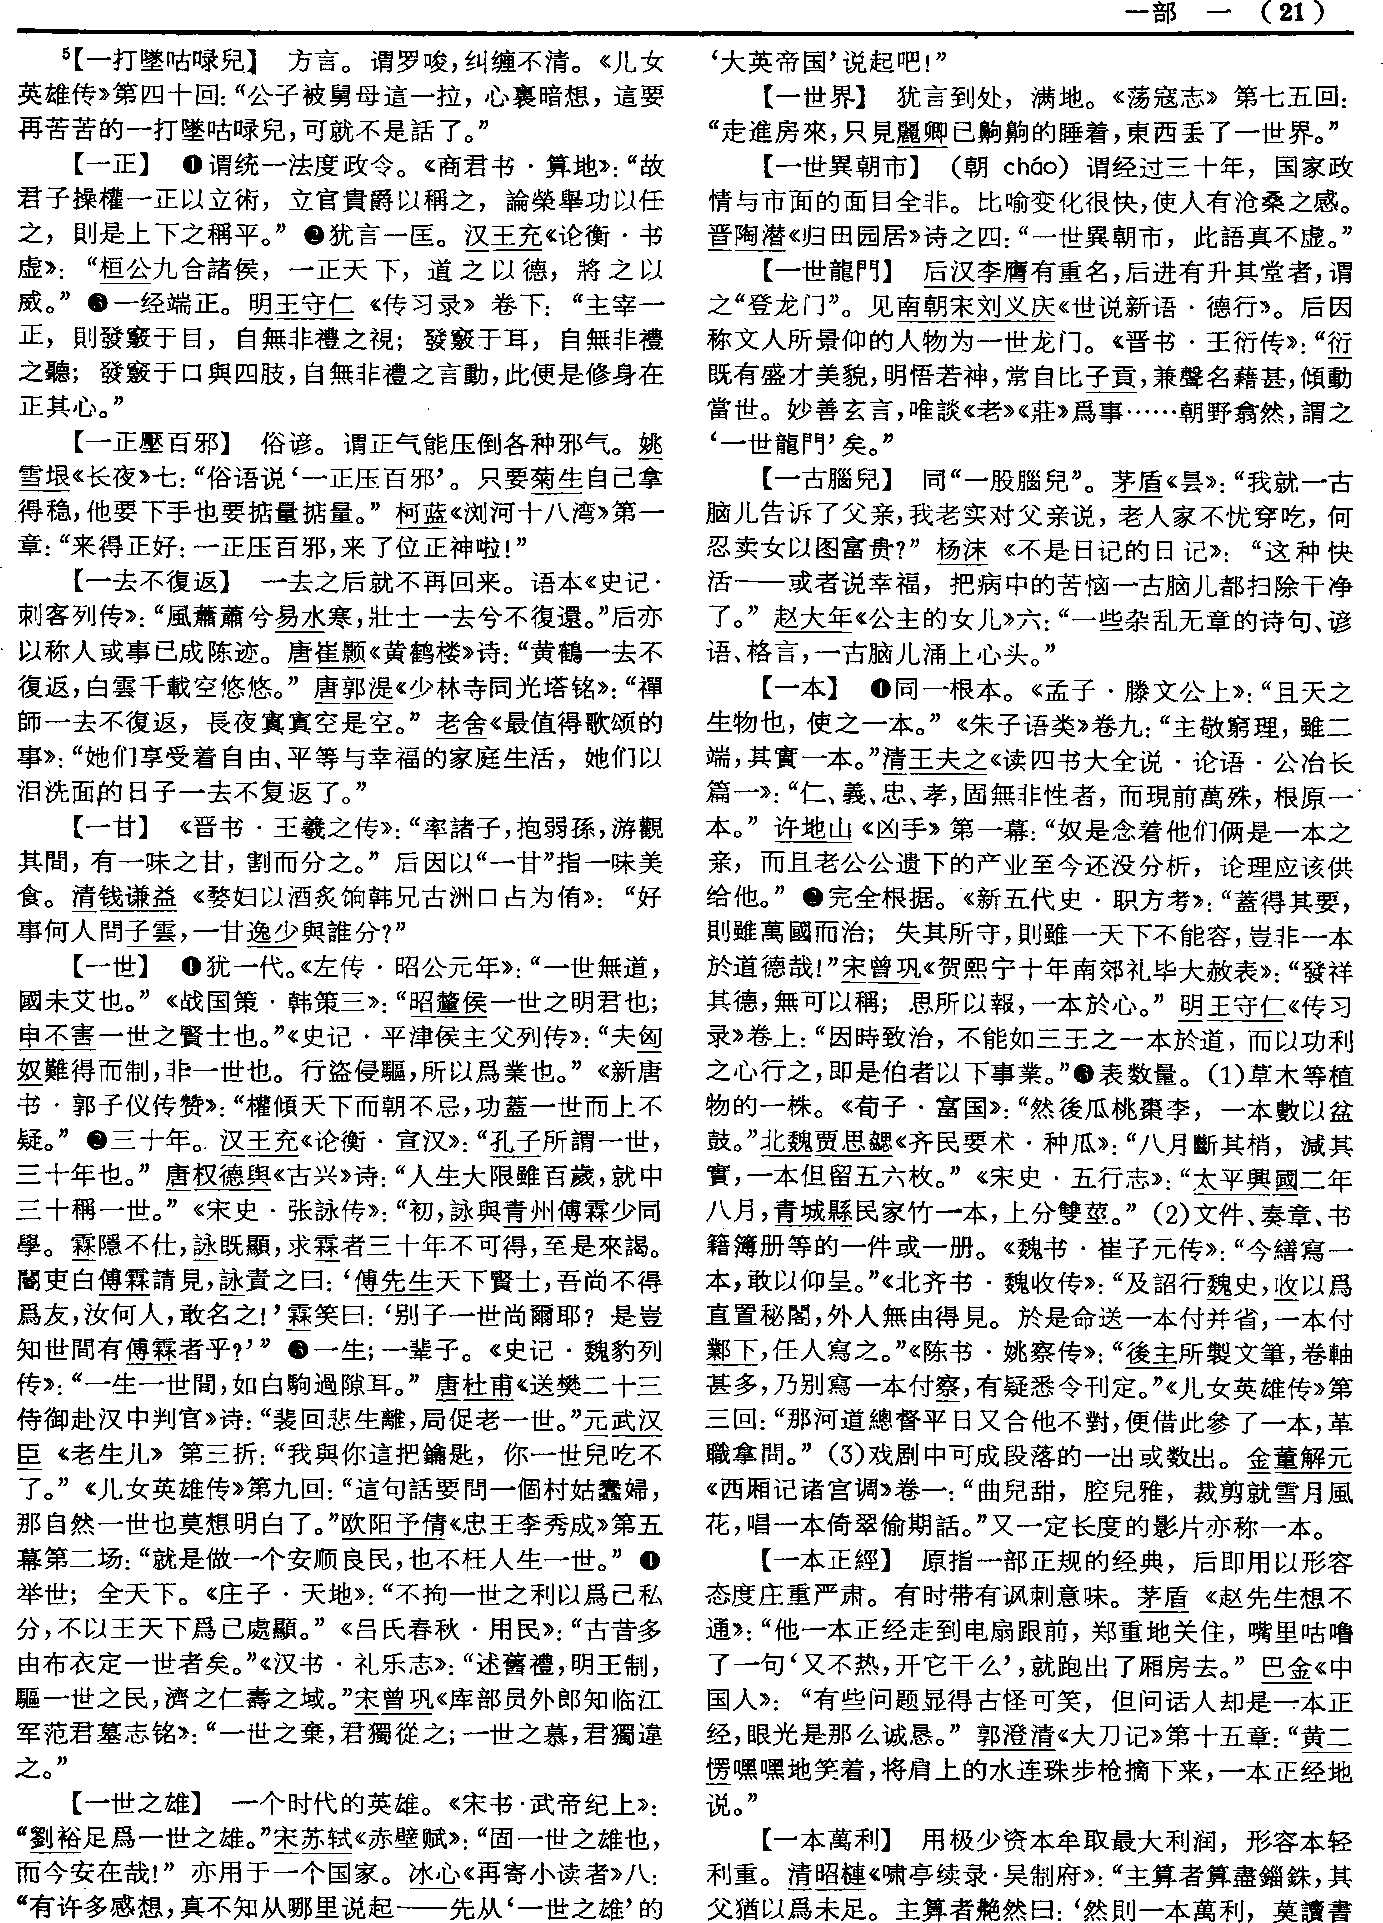 一部　一　（21）
⁵【一打墜咕碌兒】　方言。谓罗唆，纠缠不清。《儿女
英雄传》第四十回：“公子被舅母這一拉，心裏暗想，這要
再苦苦的一打墜咕碌兒，可就不是話了。”
【一正】　❶谓统一法度政令。《商君书·算地》：“故
君子操權一正以立術，立官貴爵以稱之，論榮舉功以任
之，則是上下之稱平。”❷犹言一匡。汉王充《论衡·书
虚》：“桓公九合諸侯，一正天下，道之以德，將之以
威。”❸一经端正。明王守仁《传习录》卷下：“主宰一
正，則發竅于目，自無非禮之視；發竅于耳，自無非禮
之聽；發竅于口與四肢，自無非禮之言動，此便是修身在
正其心。”
【一正壓百邪】　俗谚。谓正气能压倒各种邪气。姚
雪垠《长夜》七：“俗语说‘一正压百邪’。只要菊生自己拿
得稳，他要下手也要掂量掂量。”柯蓝《浏河十八湾》第一
章：“来得正好：一正压百邪，来了位正神啦！”
【一去不復返】　一去之后就不再回来。语本《史记·
刺客列传》：“風蕭蕭兮易水寒，壯士一去兮不復還。”后亦
以称人或事已成陈迹。唐崔颢《黄鹤楼》诗：“黄鶴一去不
復返，白雲千載空悠悠。”唐郭湜《少林寺同光塔铭》：“禪
師一去不復返，長夜寘寘空是空。”老舍《最值得歌颂的
事》：“她们享受着自由、平等与幸福的家庭生活，她们以
泪洗面的日子一去不复返了。”
【一甘】　《晋书·王羲之传》：“率諸子，抱弱孫，游觀
其間，有一味之甘，割而分之。”后因以“一甘”指一味美
食。清钱谦益《婺妇以酒炙饷韩兄古洲口占为侑》：“好
事何人問子雲，一甘逸少與誰分？”
【一世】　❶犹一代。《左传·昭公元年》：“一世無道，
國未艾也。”《战国策·韩策三》：“昭釐侯一世之明君也；
申不害一世之賢士也。”《史记·平津侯主父列传》：“夫匈
奴難得而制，非一世也。行盜侵驅，所以爲業也。”《新唐
书·郭子仪传赞》：“權傾天下而朝不忌，功蓋一世而上不
疑。”❷三十年。汉王充《论衡·宣汉》：“孔子所謂一世，
三十年也。”唐权德舆《古兴》诗：“人生大限雖百歲，就中
三十稱一世。”《宋史·张詠传》：“初，詠與青州傅霖少同
學。霖隱不仕，詠既顯，求霖者三十年不可得，至是來謁。
閽吏白傅霖請見，詠責之曰：‘傅先生天下賢士，吾尚不得
爲友，汝何人，敢名之！’霖笑曰：‘别子一世尚爾耶？是豈
知世間有傅霖者乎？’”❸一生；一辈子。《史记·魏豹列
传》：“一生一世間，如白駒過隙耳。”唐杜甫《送樊二十三
侍御赴汉中判官》诗：“裴回悲生離，局促老一世。”元武汉
臣《老生儿》第三折：“我與你這把鑰匙，你一世兒吃不
了。”《儿女英雄传》第九回：“這句話要問一個村姑蠢婦，
那自然一世也莫想明白了。”欧阳予倩《忠王李秀成》第五
幕第二场：“就是做一个安顺良民，也不枉人生一世。”❹
举世；全天下。《庄子·天地》：“不拘一世之利以爲己私
分，不以王天下爲己處顯。”《吕氏春秋·用民》：“古昔多
由布衣定一世者矣。”《汉书·礼乐志》：“述舊禮，明王制，
驅一世之民，濟之仁壽之域。”宋曾巩《库部员外郎知临江
军范君墓志铭》：“一世之棄，君獨從之；一世之慕，君獨違
之。”
【一世之雄】　一个时代的英雄。《宋书·武帝纪上》：
“劉裕足爲一世之雄。”宋苏轼《赤壁赋》：“固一世之雄也，
而今安在哉！”亦用于一个国家。冰心《再寄小读者》八：
“有许多感想，真不知从哪里说起——先从‘一世之雄’的
‘大英帝国’说起吧！”
【一世界】　犹言到处，满地。《荡寇志》第七五回：
“走進房來，只見麗卿已齁齁的睡着，東西丢了一世界。”
【一世異朝市】　（朝 cháo）谓经过三十年，国家政
情与市面的面目全非。比喻变化很快，使人有沧桑之感。
晋陶潜《归田园居》诗之四：“一世異朝市，此語真不虚。”
【一世龍門】　后汉李膺有重名，后进有升其堂者，谓
之“登龙门”。见南朝宋刘义庆《世说新语·德行》。后因
称文人所景仰的人物为一世龙门。《晋书·王衍传》：“衍
既有盛才美貌，明悟若神，常自比子貢，兼聲名藉甚，傾動
當世。妙善玄言，唯談《老》《莊》爲事……朝野翕然，謂之
‘一世龍門’矣。”
【一古腦兒】　同“一股腦兒”。茅盾《昙》：“我就一古
脑儿告诉了父亲，我老实对父亲说，老人家不忧穿吃，何
忍卖女以图富贵？”杨沫《不是日记的日记》：“这种快
活——或者说幸福，把病中的苦恼一古脑儿都扫除干净
了。”赵大年《公主的女儿》六：“一些杂乱无章的诗句、谚
语、格言，一古脑儿涌上心头。”
【一本】　❶同一根本。《孟子·滕文公上》：“且天之
生物也，使之一本。”《朱子语类》卷九：“主敬窮理，雖二
端，其實一本。”清王夫之《读四书大全说·论语·公冶长
篇一》：“仁、義、忠、孝，固無非性者，而現前萬殊，根原一
本。”许地山《凶手》第一幕：“奴是念着他们俩是一本之
亲，而且老公公遗下的产业至今还没分析，论理应该供
给他。”❷完全根据。《新五代史·职方考》：“蓋得其要，
則雖萬國而治；失其所守，則雖一天下不能容，豈非一本
於道德哉！”宋曾巩《贺熙宁十年南郊礼毕大赦表》：“發祥
其德，無可以稱；思所以報，一本於心。”明王守仁《传习
录》卷上：“因時致治，不能如三王之一本於道，而以功利
之心行之，即是伯者以下事業。”❸表数量。（1）草木等植
物的一株。《荀子·富国》：“然後瓜桃棗李，一本數以盆
鼓。”北魏贾思勰《齐民要术·种瓜》：“八月斷其梢，減其
實，一本但留五六枚。”《宋史·五行志》：“太平興國二年
八月，青城縣民家竹一本，上分雙莖。”（2）文件、奏章、书
籍簿册等的一件或一册。《魏书·崔子元传》：“今繕寫一
本，敢以仰呈。”《北齐书·魏收传》：“及詔行魏史，收以爲
直置秘閣，外人無由得見。於是命送一本付并省，一本付
鄴下，任人寫之。”《陈书·姚察传》：“後主所製文筆，卷軸
甚多，乃别寫一本付察，有疑悉令刊定。”《儿女英雄传》第
三回：“那河道總督平日又合他不對，便借此參了一本，革
職拿問。”（3）戏剧中可成段落的一出或数出。金董解元
《西厢记诸宫调》卷一：“曲兒甜，腔兒雅，裁剪就雪月風
花，唱一本倚翠偷期話。”又一定长度的影片亦称一本。
【一本正經】　原指一部正规的经典，后即用以形容
态度庄重严肃。有时带有讽刺意味。茅盾《赵先生想不
通》：“他一本正经走到电扇跟前，郑重地关住，嘴里咕噜
了一句‘又不热，开它干么’，就跑出了厢房去。”巴金《中
国人》：“有些问题显得古怪可笑，但问话人却是一本正
经，眼光是那么诚恳。”郭澄清《大刀记》第十五章：“黄二
愣嘿嘿地笑着，将肩上的水连珠步枪摘下来，一本正经地
说。”
【一本萬利】　用极少资本牟取最大利润，形容本轻
利重。清昭槤《啸亭续录·吴制府》：“主算者算盡錙銖，其
父猶以爲未足。主算者艴然曰：‘然則一本萬利，莫讀書